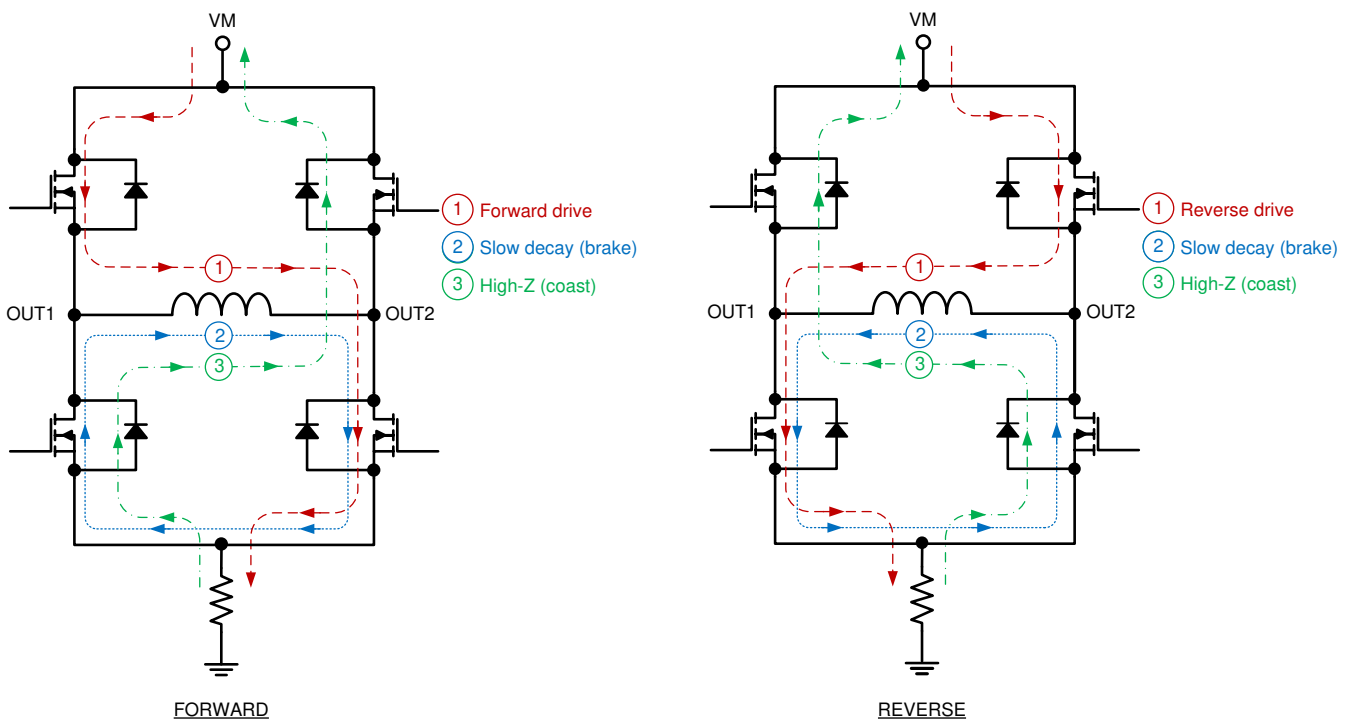 VM
1 Forward drive
2 Slow decay (brake)
3 High-Z (coast)
1
OUT1
OUT2
2
3
FORWARD
VM
1 Reverse drive
2 Slow decay (brake)
3 High-Z (coast)
1
OUT1
OUT2
2
3
REVERSE